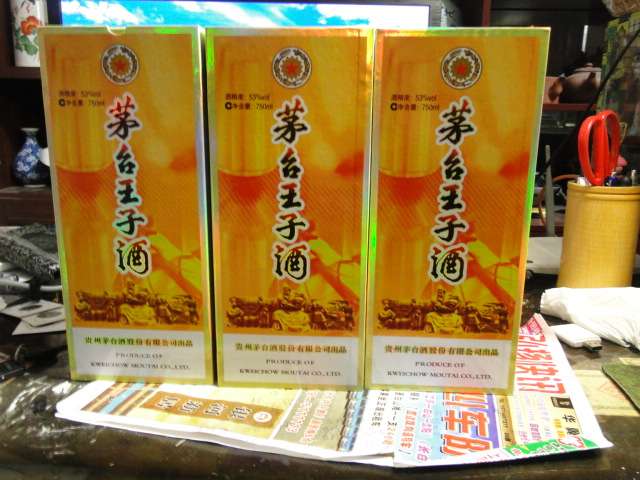 酒精度: 53%vol
净含量: 750ml
茅台王子酒
贵州茅台酒股份有限公司出品
PRODUCE OF
KWEICHOW MOUTAI CO., LTD.
酒精度: 53%vol
净含量: 750ml
茅台王子酒
贵州茅台酒股份有限公司出品
PRODUCE OF
KWEICHOW MOUTAI CO., LTD.
酒精度: 53%vol
净含量: 750ml
茅台王子酒
贵州茅台酒股份有限公司出品
PRODUCE OF
KWEICHOW MOUTAI CO., LTD.